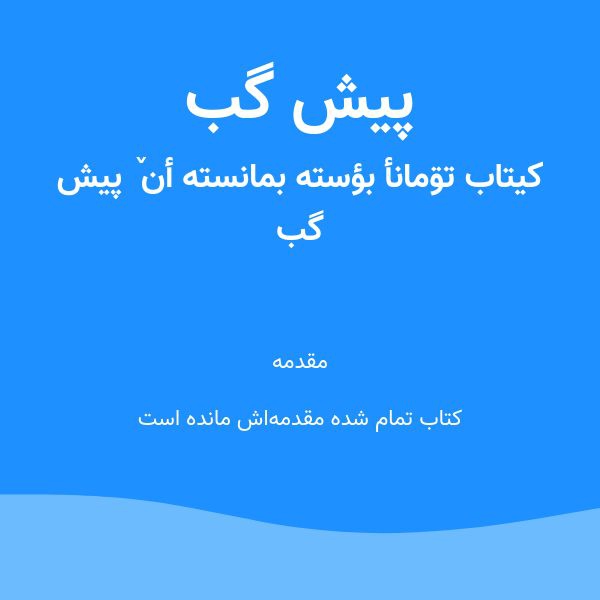 پیش گب
کیتاب تۊمانأ بؤسته بمانسته أنˇ پیش
گب
مقدمه
کتاب تمام شده مقدمه‌اش مانده است